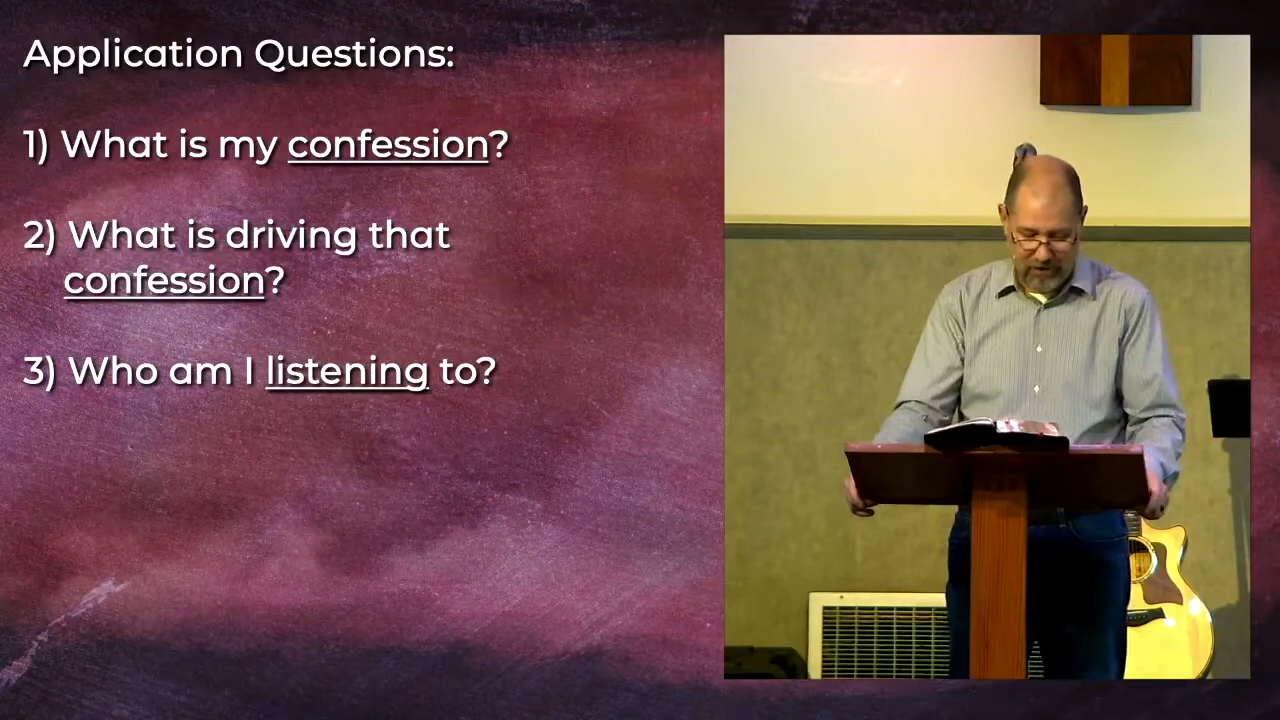 Application Questions:
1) What is my confession?
2) What is driving that
confession?
3) Who am I listening to?